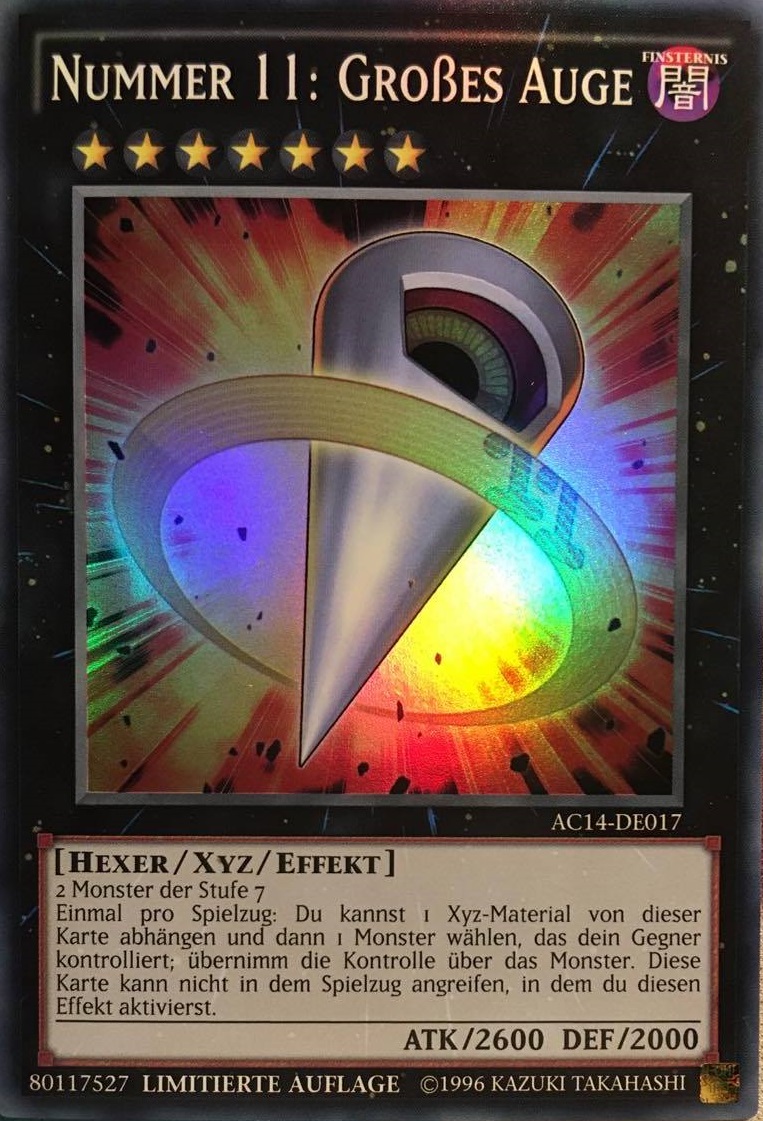 Nummer 11: Großes Auge
FINSTERNIS
闇
11
AC14-DE017
[Hexer/Xyz/Effekt]
2 Monster der Stufe 7
Einmal pro Spielzug: Du kannst 1 Xyz-Material von dieser
Karte abhängen und dann 1 Monster wählen, das dein Gegner
kontrolliert; übernimm die Kontrolle über das Monster. Diese
Karte kann nicht in dem Spielzug angreifen, in dem du diesen
Effekt aktivierst.
ATK/2600 DEF/2000
80117527 LIMITIERTE AUFLAGE ©1996 KAZUKI TAKAHASHI